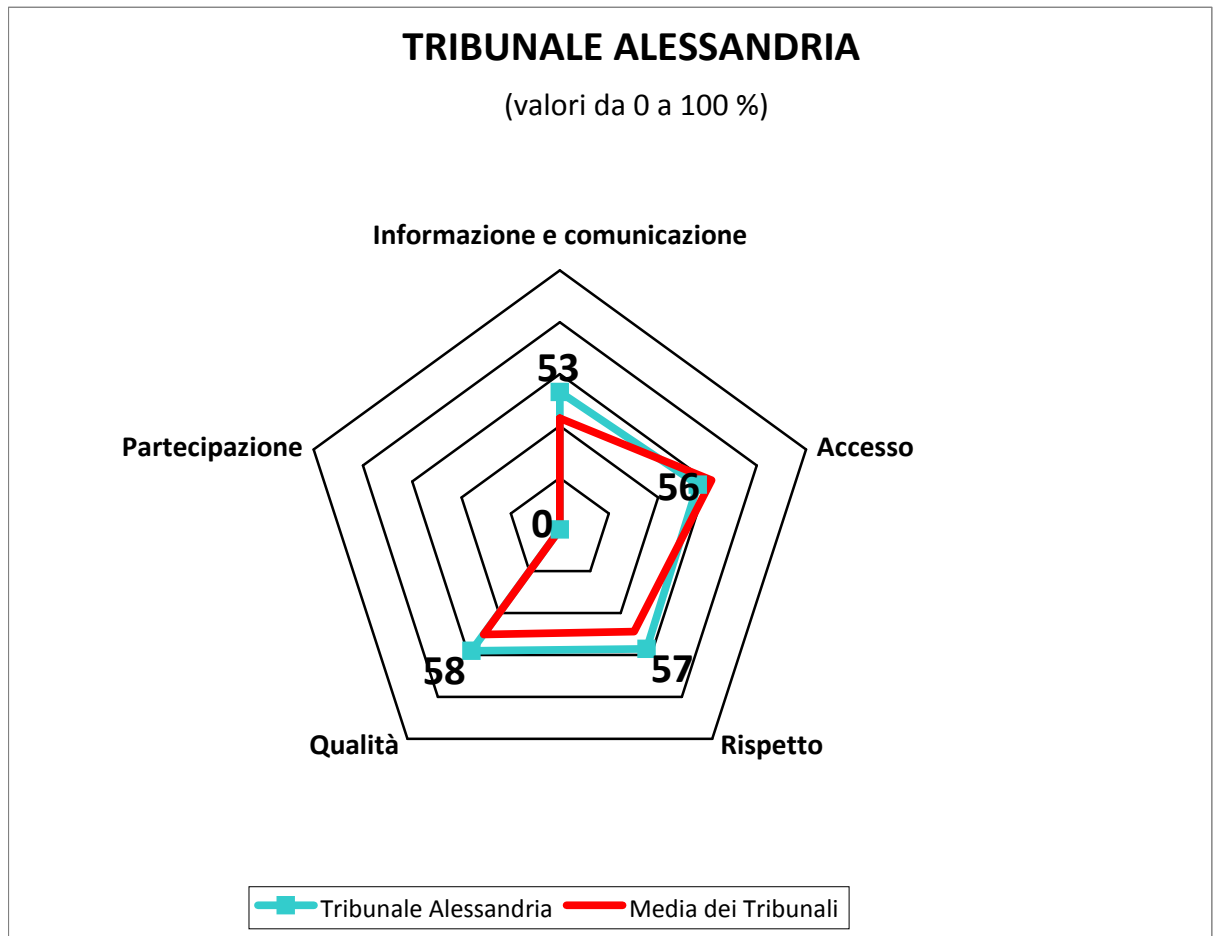 TRIBUNALE ALESSANDRIA
(valori da 0 a 100 %)
Informazione e comunicazione
53
Partecipazione
Accesso
56
0
58
57
Qualità
Rispetto
Tribunale Alessandria
Media dei Tribunali